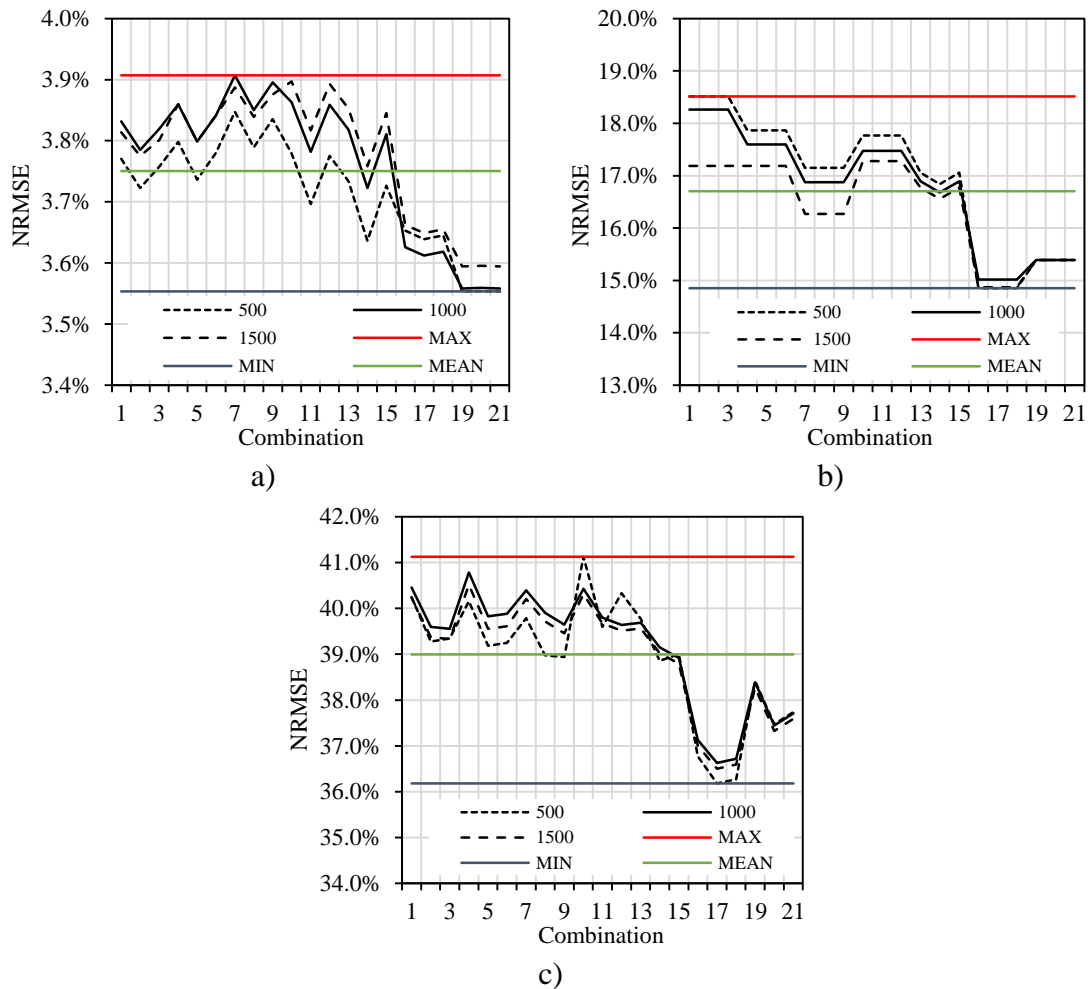 4.0%
3.9%
3.8%
3.7%
3.6%
3.5%
3.4%
NRMSE
500 1000
1500 MAX
MIN MEAN
1 3 5 7 9 11 13 15 17 19 21
Combination
a)
20.0%
19.0%
18.0%
17.0%
16.0%
15.0%
14.0%
13.0%
NRMSE
500 1000
1500 MAX
MIN MEAN
1 3 5 7 9 11 13 15 17 19 21
Combination
b)
42.0%
41.0%
40.0%
39.0%
38.0%
37.0%
36.0%
35.0%
34.0%
NRMSE
500 1000
1500 MAX
MIN MEAN
1 3 5 7 9 11 13 15 17 19 21
Combination
c)